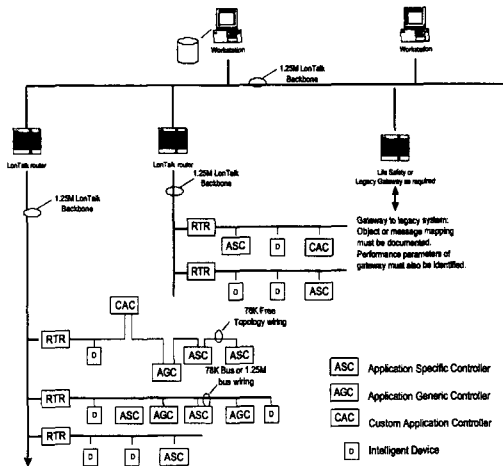 Workstation
Workstation
1.25M LonTalk
Backbone
LonTalk router
LonTalk router
Life Safety or
Legacy Gateway as required
1.25M LonTalk
Backbone
1.25M LonTalk
Backbone
Gateway to legacy system:
Object or message mapping
must be documented.
Performance parameters of
gateway must also be identified.
RTR
ASC
D
CAC
RTR
D
D
ASC
CAC
78K Free
Topology wiring
RTR
D
AGC
ASC
ASC
78K Bus or 1.25M
bus wiring
RTR
D
ASC
AGC
ASC
AGC
D
RTR
D
D
ASC
ASC Application Specific Controller
AGC Application Generic Controller
CAC Custom Application Controller
D Intelligent Device